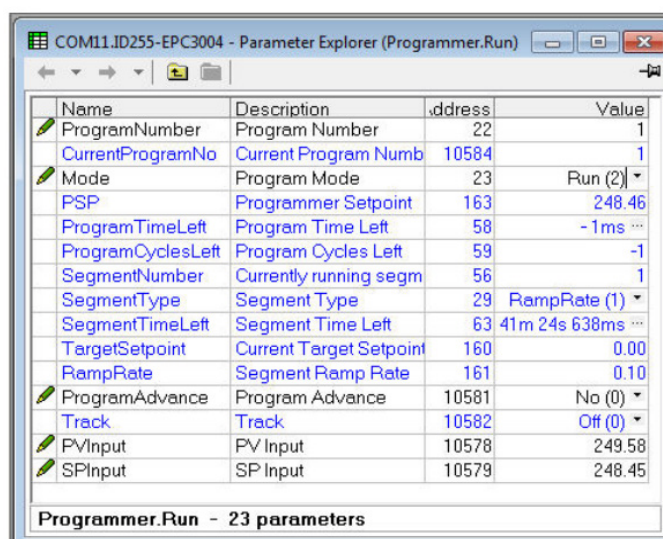 COM11.ID255-EPC3004 - Parameter Explorer (Programmer.Run)
Name Description ddress Value
ProgramNumber Program Number 22 1
CurrentProgramNo Current Program Numb 10584 1
Mode Program Mode 23 Run (2)
PSP Programmer Setpoint 163 248.46
ProgramTimeLeft Program Time Left 58 -1ms ...
ProgramCyclesLeft Program Cycles Left 59 -1
SegmentNumber Currently running segm 56 1
SegmentType Segment Type 29 RampRate (1)
SegmentTimeLeft Segment Time Left 63 41m 24s 638ms ...
TargetSetpoint Current Target Setpoint 160 0.00
RampRate Segment Ramp Rate 161 0.10
ProgramAdvance Program Advance 10581 No (0)
Track Track 10582 Off (0)
PVInput PV Input 10578 249.58
SPInput SP Input 10579 248.45
Programmer.Run - 23 parameters